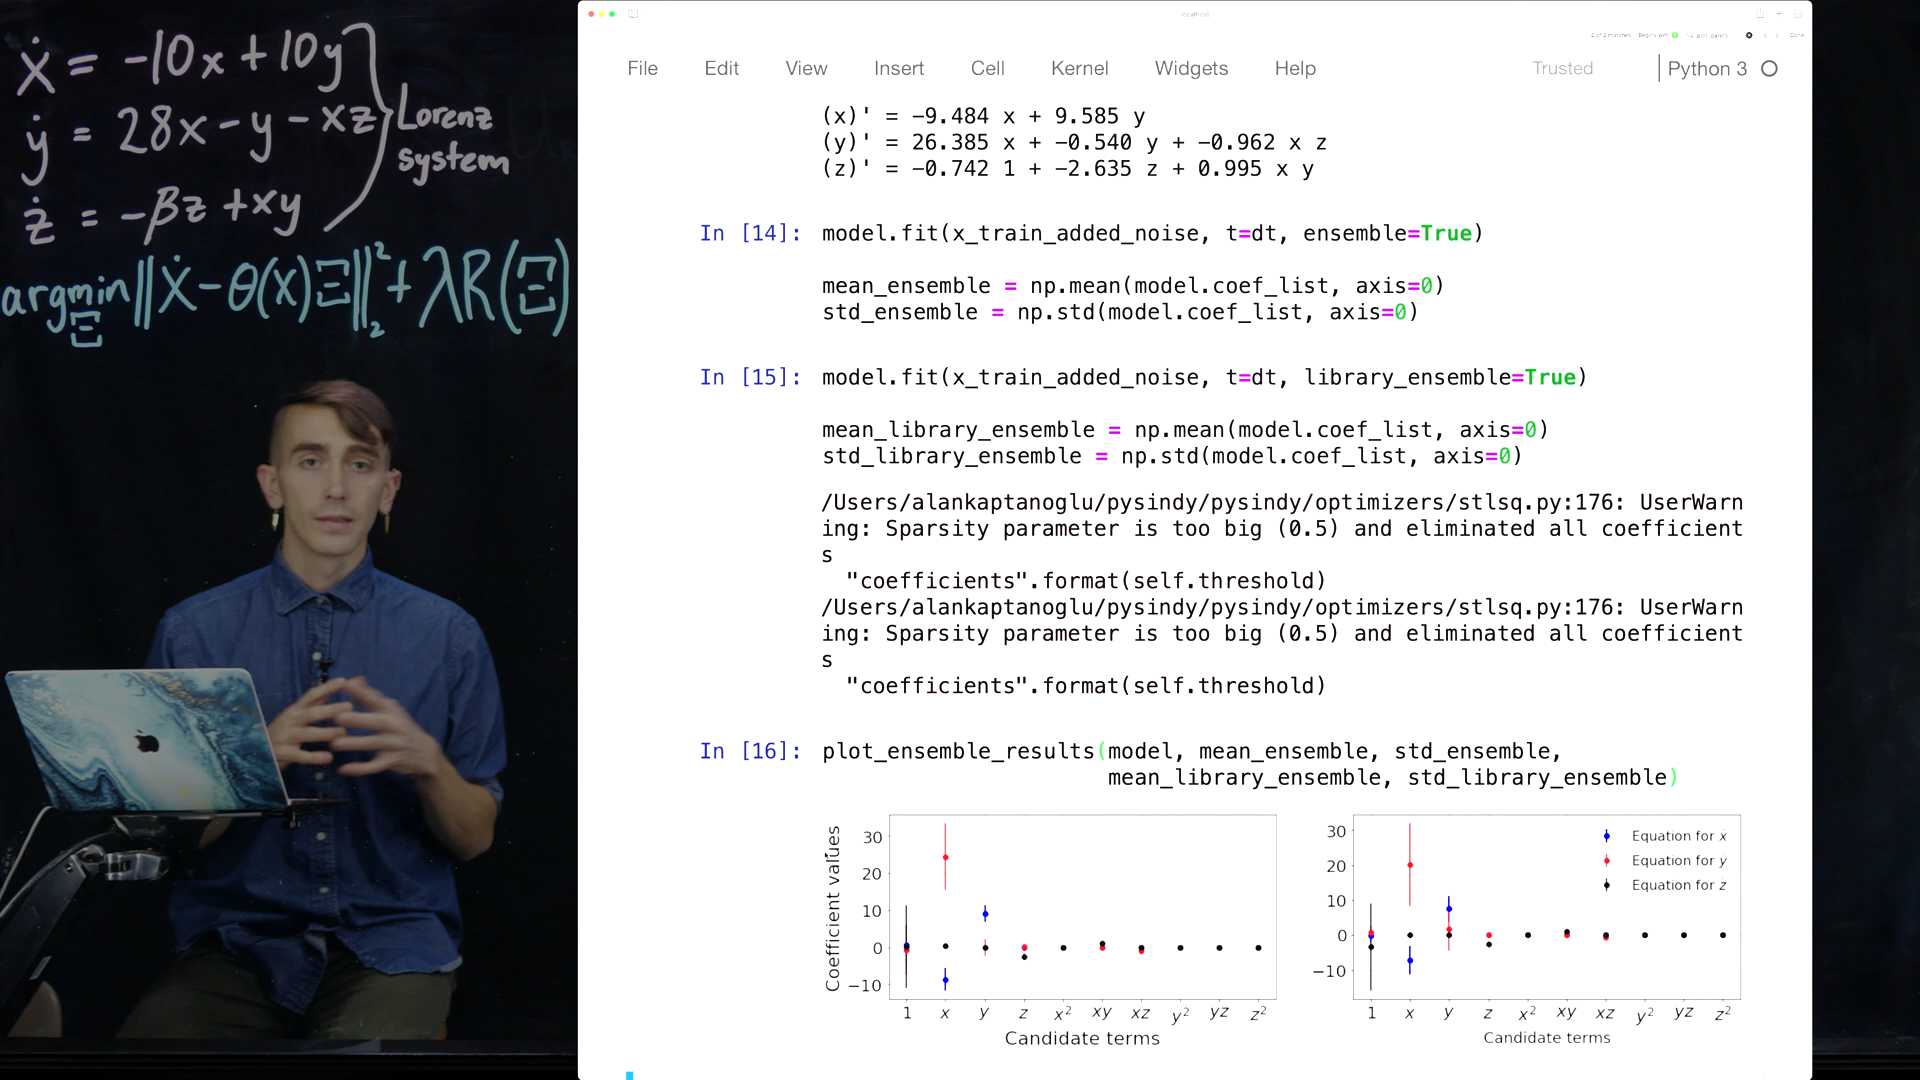 ẋ = -10x + 10y
ẏ = 28x - y - xz
ż = -βz + xy
Lorenz
system
argmin ‖Ẋ - Θ(X)Ξ‖²₂ + λR(Ξ)
Ξ
localhost
2 of 2 matches
Begins with
Done
File Edit View Insert Cell Kernel Widgets Help Trusted Python 3
(x)' = -9.484 x + 9.585 y
(y)' = 26.385 x + -0.540 y + -0.962 x z
(z)' = -0.742 1 + -2.635 z + 0.995 x y
In [14]: model.fit(x_train_added_noise, t=dt, ensemble=True)
mean_ensemble = np.mean(model.coef_list, axis=0)
std_ensemble = np.std(model.coef_list, axis=0)
In [15]: model.fit(x_train_added_noise, t=dt, library_ensemble=True)
mean_library_ensemble = np.mean(model.coef_list, axis=0)
std_library_ensemble = np.std(model.coef_list, axis=0)
/Users/alankaptanoglu/pysindy/pysindy/optimizers/stlsq.py:176: UserWarn
ing: Sparsity parameter is too big (0.5) and eliminated all coefficient
s
"coefficients".format(self.threshold)
/Users/alankaptanoglu/pysindy/pysindy/optimizers/stlsq.py:176: UserWarn
ing: Sparsity parameter is too big (0.5) and eliminated all coefficient
s
"coefficients".format(self.threshold)
In [16]: plot_ensemble_results(model, mean_ensemble, std_ensemble,
mean_library_ensemble, std_library_ensemble)
Coefficient values
30
20
10
0
-10
1 x y z x² xy xz y² yz z²
Candidate terms
30
20
10
0
-10
Equation for ẋ
Equation for ẏ
Equation for ż
1 x y z x² xy xz y² yz z²
Candidate terms